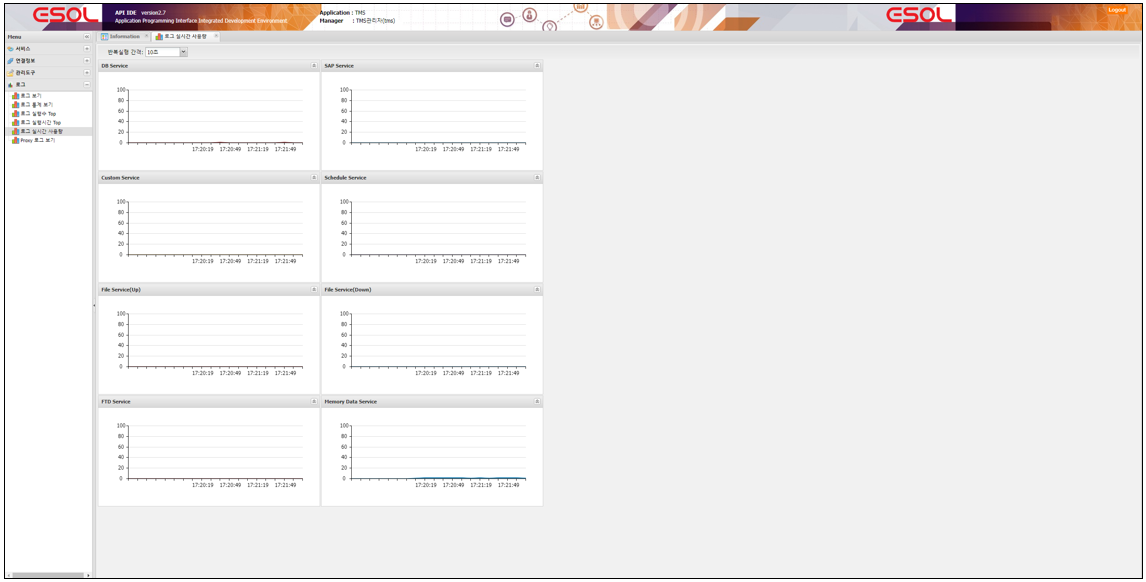 ESOL
API IDE version2.7
Application Programming Interface Integrated Development Environment
Application : TMS
Manager : TMS관리자(tms)
ESOL
Logout
Menu
서비스
연결정보
관리도구
로그
로그 보기
로그 통계 보기
로그 실행수 Top
로그 실행시간 Top
로그 실시간 사용량
Proxy 로그 보기
Information
로그 실시간 사용량
반복실행 간격: 10초
DB Service
100
80
60
40
20
0
17:20:19 17:20:49 17:21:19 17:21:49
SAP Service
100
80
60
40
20
0
17:20:19 17:20:49 17:21:19 17:21:49
Custom Service
100
80
60
40
20
0
17:20:19 17:20:49 17:21:19 17:21:49
Schedule Service
100
80
60
40
20
0
17:20:19 17:20:49 17:21:19 17:21:49
File Service(Up)
100
80
60
40
20
0
17:20:19 17:20:49 17:21:19 17:21:49
File Service(Down)
100
80
60
40
20
0
17:20:19 17:20:49 17:21:19 17:21:49
FTD Service
100
80
60
40
20
0
17:20:19 17:20:49 17:21:19 17:21:49
Memory Data Service
100
80
60
40
20
0
17:20:19 17:20:49 17:21:19 17:21:49